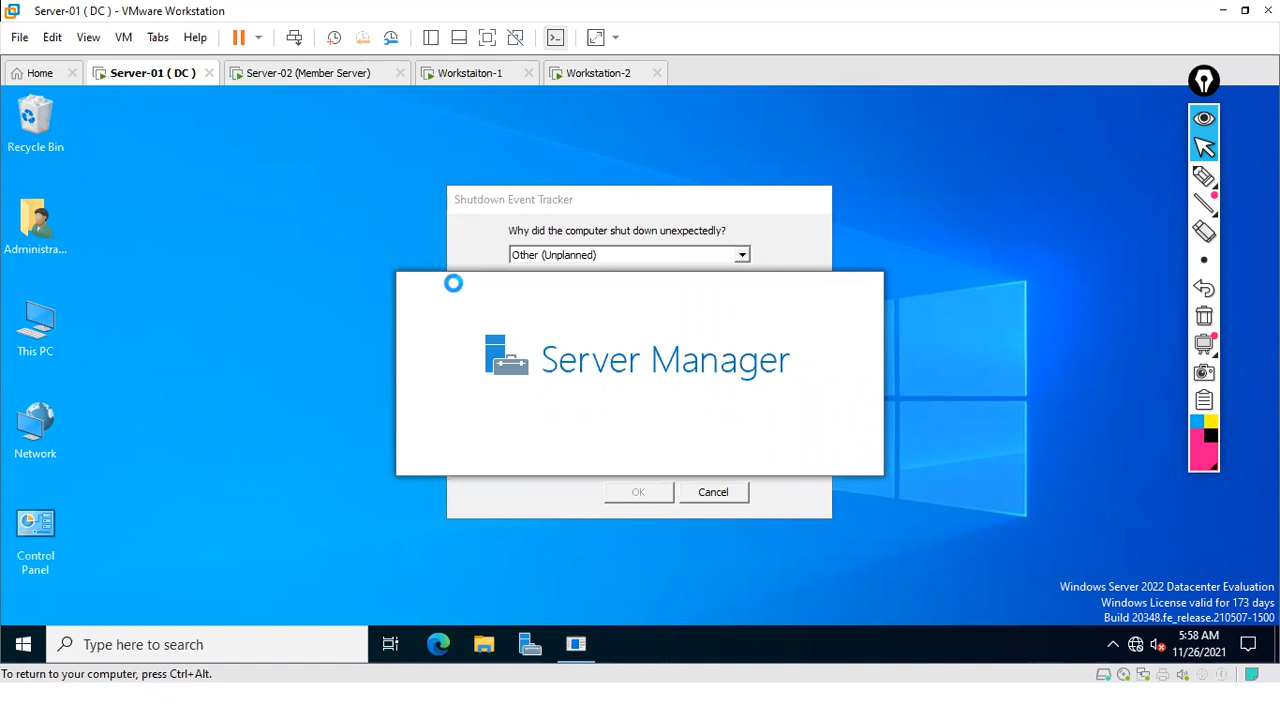 Server-01 ( DC ) - VMware Workstation
File Edit View VM Tabs Help
Home
Server-01 ( DC )
Server-02 (Member Server)
Workstaiton-1
Workstation-2
Recycle Bin
Administra...
This PC
Network
Control
Panel
Shutdown Event Tracker
Why did the computer shut down unexpectedly?
Other (Unplanned)
Server Manager
OK
Cancel
Windows Server 2022 Datacenter Evaluation
Windows License valid for 173 days
Build 20348.fe_release.210507-1500
Type here to search
5:58 AM
11/26/2021
To return to your computer, press Ctrl+Alt.